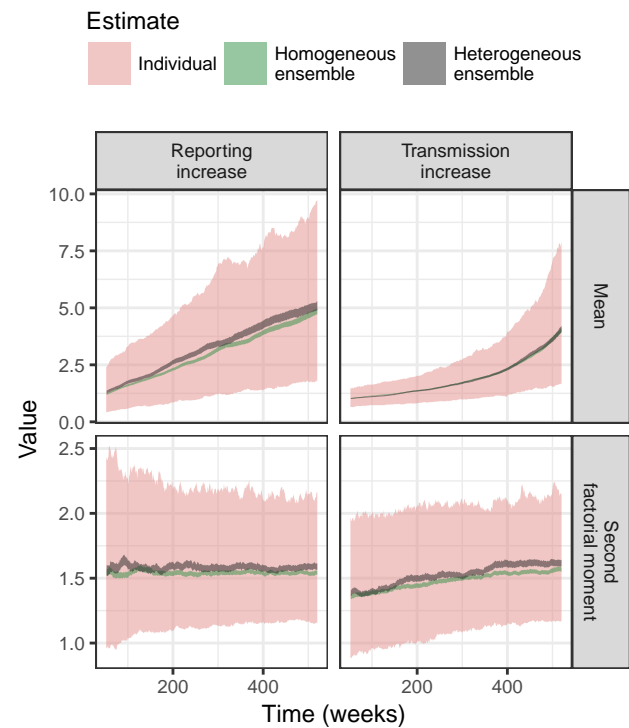 Estimate
Individual
Homogeneous
ensemble
Heterogeneous
ensemble
Reporting
increase
Transmission
increase
10.0
7.5
5.0
2.5
0.0
Mean
Value
2.5
2.0
1.5
1.0
Second
factorial moment
200 400 200 400
Time (weeks)